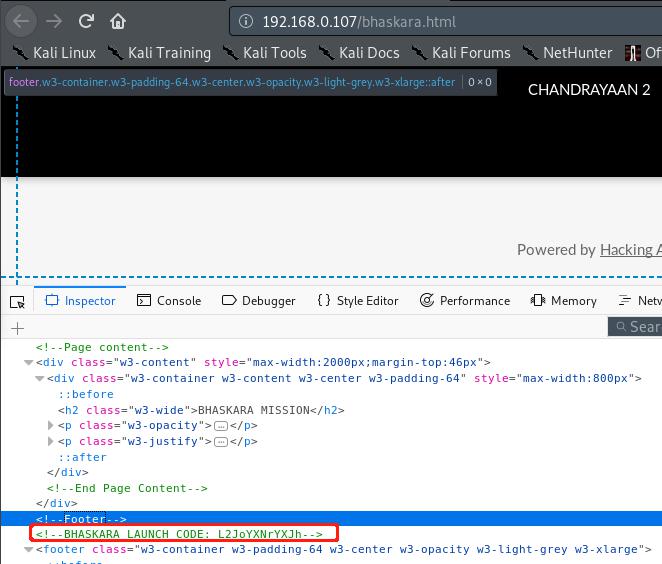 192.168.0.107/bhaskara.html
Kali Linux Kali Training Kali Tools Kali Docs Kali Forums NetHunter Of
footer.w3-container.w3-padding-64.w3-center.w3-opacity.w3-light-grey.w3-xlarge::after 0 × 0
CHANDRAYAAN 2
Powered by Hacking A
Inspector Console Debugger {} Style Editor Performance Memory Netw
+ Sear
<!--Page content-->
<div class="w3-content" style="max-width:2000px;margin-top:46px">
<div class="w3-container w3-content w3-center w3-padding-64" style="max-width:800px">
::before
<h2 class="w3-wide">BHASKARA MISSION</h2>
<p class="w3-opacity">…</p>
<p class="w3-justify">…</p>
::after
</div>
<!--End Page Content-->
</div>
<!--Footer-->
<!--BHASKARA LAUNCH CODE: L2JoYXNrYXJh-->
<footer class="w3-container w3-padding-64 w3-center w3-opacity w3-light-grey w3-xlarge">
::before